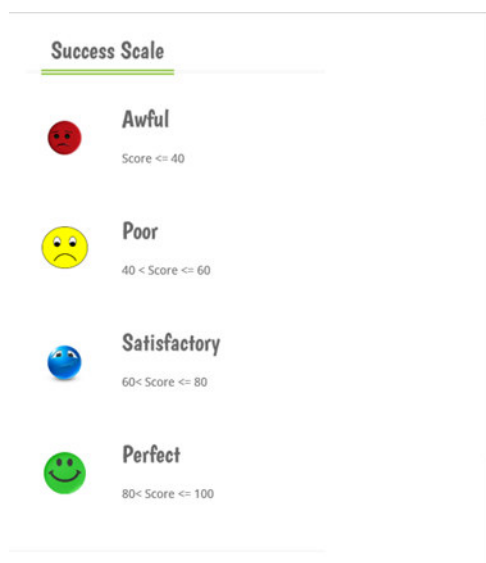 Success Scale
Awful
Score <= 40
Poor
40 < Score <= 60
Satisfactory
60< Score <= 80
Perfect
80< Score <= 100